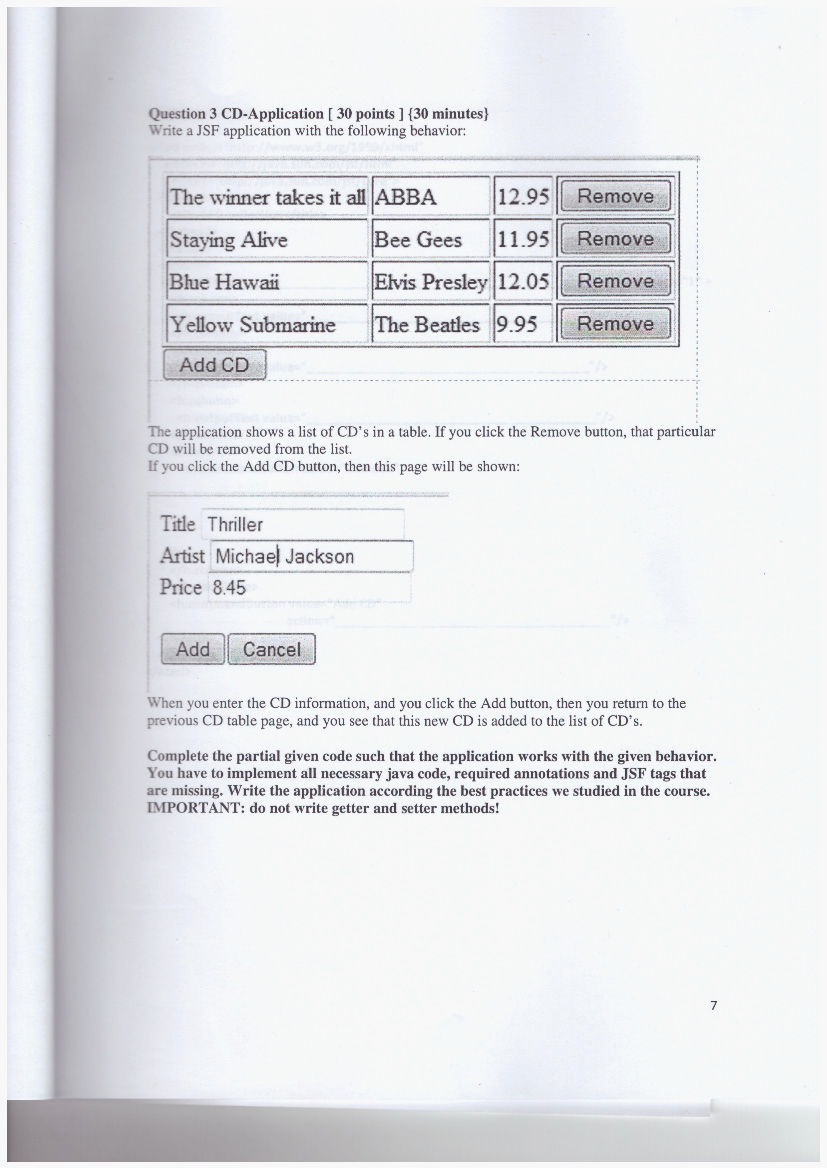 Question 3 CD-Application [ 30 points ] {30 minutes}
Write a JSF application with the following behavior:
The winner takes it all ABBA 12.95 Remove
Staying Alive Bee Gees 11.95 Remove
Blue Hawaii Elvis Presley 12.05 Remove
Yellow Submarine The Beatles 9.95 Remove
Add CD
The application shows a list of CD's in a table. If you click the Remove button, that particular
CD will be removed from the list.
If you click the Add CD button, then this page will be shown:
Title Thriller
Artist Michael Jackson
Price 8.45
Add Cancel
When you enter the CD information, and you click the Add button, then you return to the
previous CD table page, and you see that this new CD is added to the list of CD's.
Complete the partial given code such that the application works with the given behavior.
You have to implement all necessary java code, required annotations and JSF tags that
are missing. Write the application according the best practices we studied in the course.
IMPORTANT: do not write getter and setter methods!
7